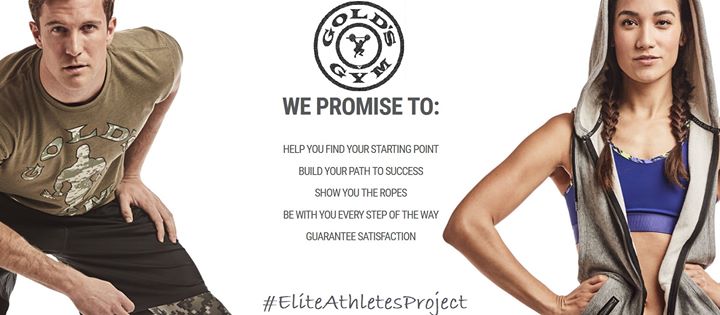 GOLD'S
GYM
WE PROMISE TO:
HELP YOU FIND YOUR STARTING POINT
BUILD YOUR PATH TO SUCCESS
SHOW YOU THE ROPES
BE WITH YOU EVERY STEP OF THE WAY
GUARANTEE SATISFACTION
#EliteAthletesProject
GOLD'S